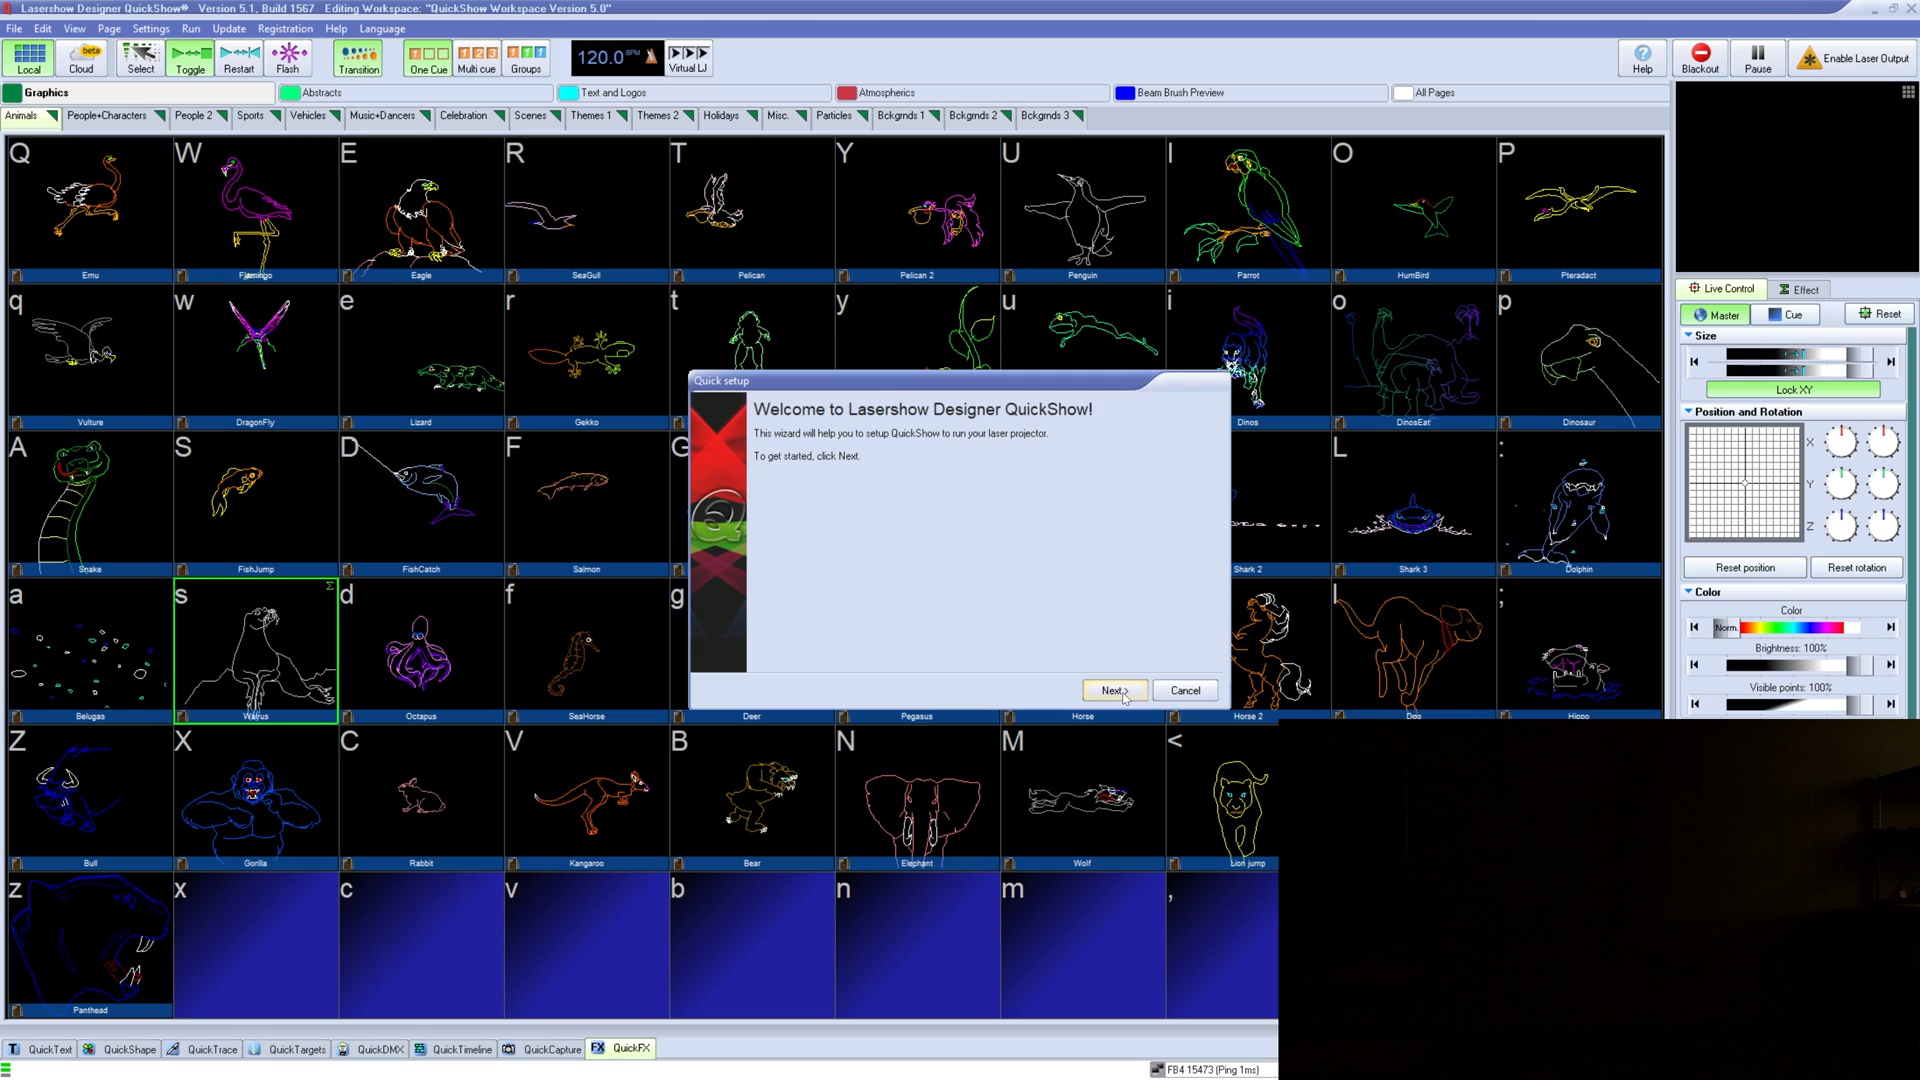 Lasershow Designer QuickShow® Version 5.1, Build 1567 Editing Workspace: "QuickShow Workspace Version 5.0"
File Edit View Page Settings Run Update Registration Help Language
Local Cloud beta Select Toggle Restart Flash Transition One Cue Multi cue Groups 120.0 BPM Virtual LJ Help Blackout Pause Enable Laser Output
Graphics Abstracts Text and Logos Atmospherics Beam Brush Preview All Pages
Animals People+Characters People 2 Sports Vehicles Music+Dancers Celebration Scenes Themes 1 Themes 2 Holidays Misc. Particles Bckgrnds 1 Bckgrnds 2 Bckgrnds 3
Q W E R T Y U I O P
Emu Flamingo Eagle SeaGull Pelican Pelican 2 Penguin Parrot HumBird Pteradact
q w e r t y u i o p
Vulture DragonFly Lizard Gekko Dinos DinosEat Dinosaur
A S D F G L :
Snake FishJump FishCatch Salmon Shark 2 Shark 3 Dolphin
a s d f g l ;
Belugas Walrus Octapus SeaHorse Deer Pegasus Horse Horse 2 Dog Hippo
Z X C V B N M <
Bull Gorilla Rabbit Kangaroo Bear Elephant Wolf Lion jump
z x c v b n m ,
Panthead
Quick setup
Welcome to Lasershow Designer QuickShow!
This wizard will help you to setup QuickShow to run your laser projector.
To get started, click Next.
Next> Cancel
Live Control Effect
Master Cue Reset
Size
Lock XY
Position and Rotation
X
Y
Z
Reset position Reset rotation
Color
Color
Norm.
Brightness: 100%
Visible points: 100%
QuickText QuickShape QuickTrace QuickTargets QuickDMX QuickTimeline QuickCapture FX QuickFX
FB4 15473 (Ping 1ms)